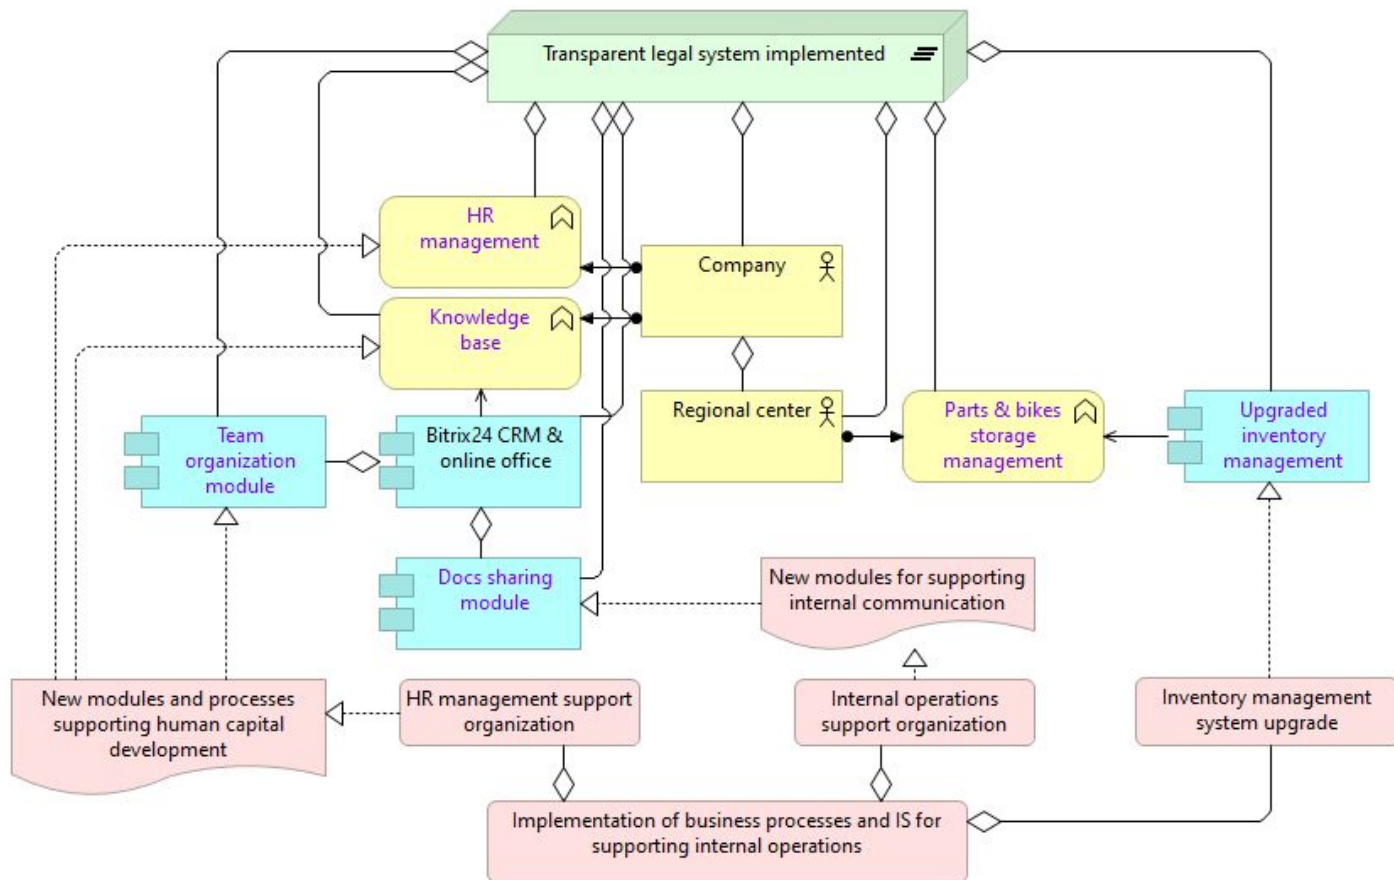 Transparent legal system implemented
HR
management
Company
Knowledge
base
Regional center
Parts & bikes
storage
management
Upgraded
inventory
management
Team
organization
module
Bitrix24 CRM &
online office
Docs sharing
module
New modules for supporting
internal communication
New modules and processes
supporting human capital
development
HR management support
organization
Internal operations
support organization
Inventory management
system upgrade
Implementation of business processes and IS for
supporting internal operations